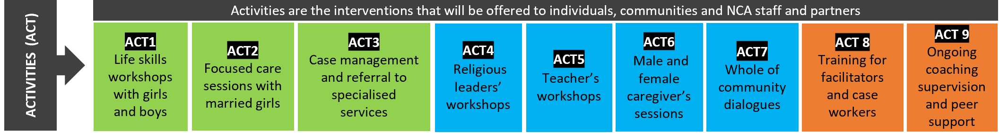 ACTIVITIES (ACT)
Activities are the interventions that will be offered to individuals, communities and NCA staff and partners
ACT1
Life skills
workshops
with girls
and boys
ACT2
Focused care
sessions with
married girls
ACT3
Case management
and referral to
specialised
services
ACT4
Religious
leaders’
workshops
ACT5
Teacher’s
workshops
ACT6
Male and
female
caregiver’s
sessions
ACT7
Whole of
community
dialogues
ACT 8
Training for
facilitators
and case
workers
ACT 9
Ongoing
coaching
supervision
and peer
support